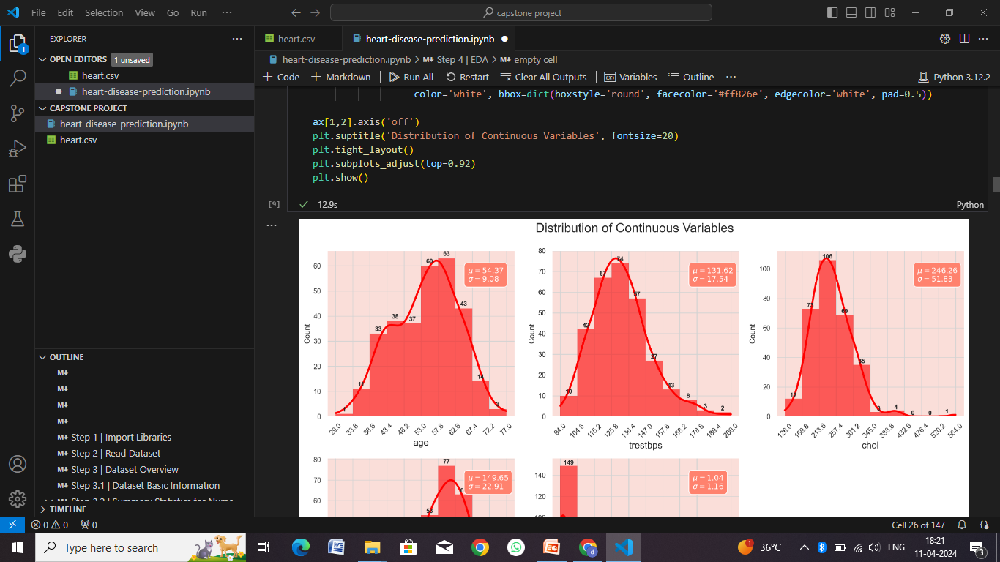 File Edit Selection View Go Run ···
capstone project
EXPLORER ···
OPEN EDITORS 1 unsaved
heart.csv
heart-disease-prediction.ipynb
CAPSTONE PROJECT
heart-disease-prediction.ipynb
heart.csv
OUTLINE
M↓
M↓
M↓
M↓
M↓ Step 1 | Import Libraries
M↓ Step 2 | Read Dataset
M↓ Step 3 | Dataset Overview
M↓ Step 3.1 | Dataset Basic Information
TIMELINE
1
heart.csv heart-disease-prediction.ipynb
heart-disease-prediction.ipynb > M↓ Step 4 | EDA > M↓ empty cell
+ Code + Markdown Run All Restart Clear All Outputs Variables Outline ··· Python 3.12.2
color='white', bbox=dict(boxstyle='round', facecolor='#ff826e', edgecolor='white', pad=0.5))
ax[1,2].axis('off')
plt.suptitle('Distribution of Continuous Variables', fontsize=20)
plt.tight_layout()
plt.subplots_adjust(top=0.92)
plt.show()
[9] 12.9s Python
···
Distribution of Continuous Variables
Count
60
50
40
30
20
10
0
1 11 33 38 37 60 63 43 14 3
μ = 54.37
σ = 9.08
29.0 33.8 38.6 43.4 48.2 53.0 57.8 62.6 67.4 72.2 77.0
age
Count
80
70
60
50
40
30
20
10
0
10 42 67 74 57 27 13 8 3 2
μ = 131.62
σ = 17.54
94.0 104.6 115.2 125.8 136.4 147.0 157.6 168.2 178.8 189.4 200.0
trestbps
Count
100
80
60
40
20
0
12 73 106 69 35 3 4 0 0 1
μ = 246.26
σ = 51.83
126.0 169.8 213.6 257.4 301.2 345.0 388.8 432.6 476.4 520.2 564.0
chol
80
70
60
77
μ = 149.65
σ = 22.91
140
120
149
μ = 1.04
σ = 1.16
0 0 0 Cell 26 of 147
Type here to search
1 36°C ENG 18:21
11-04-2024 3